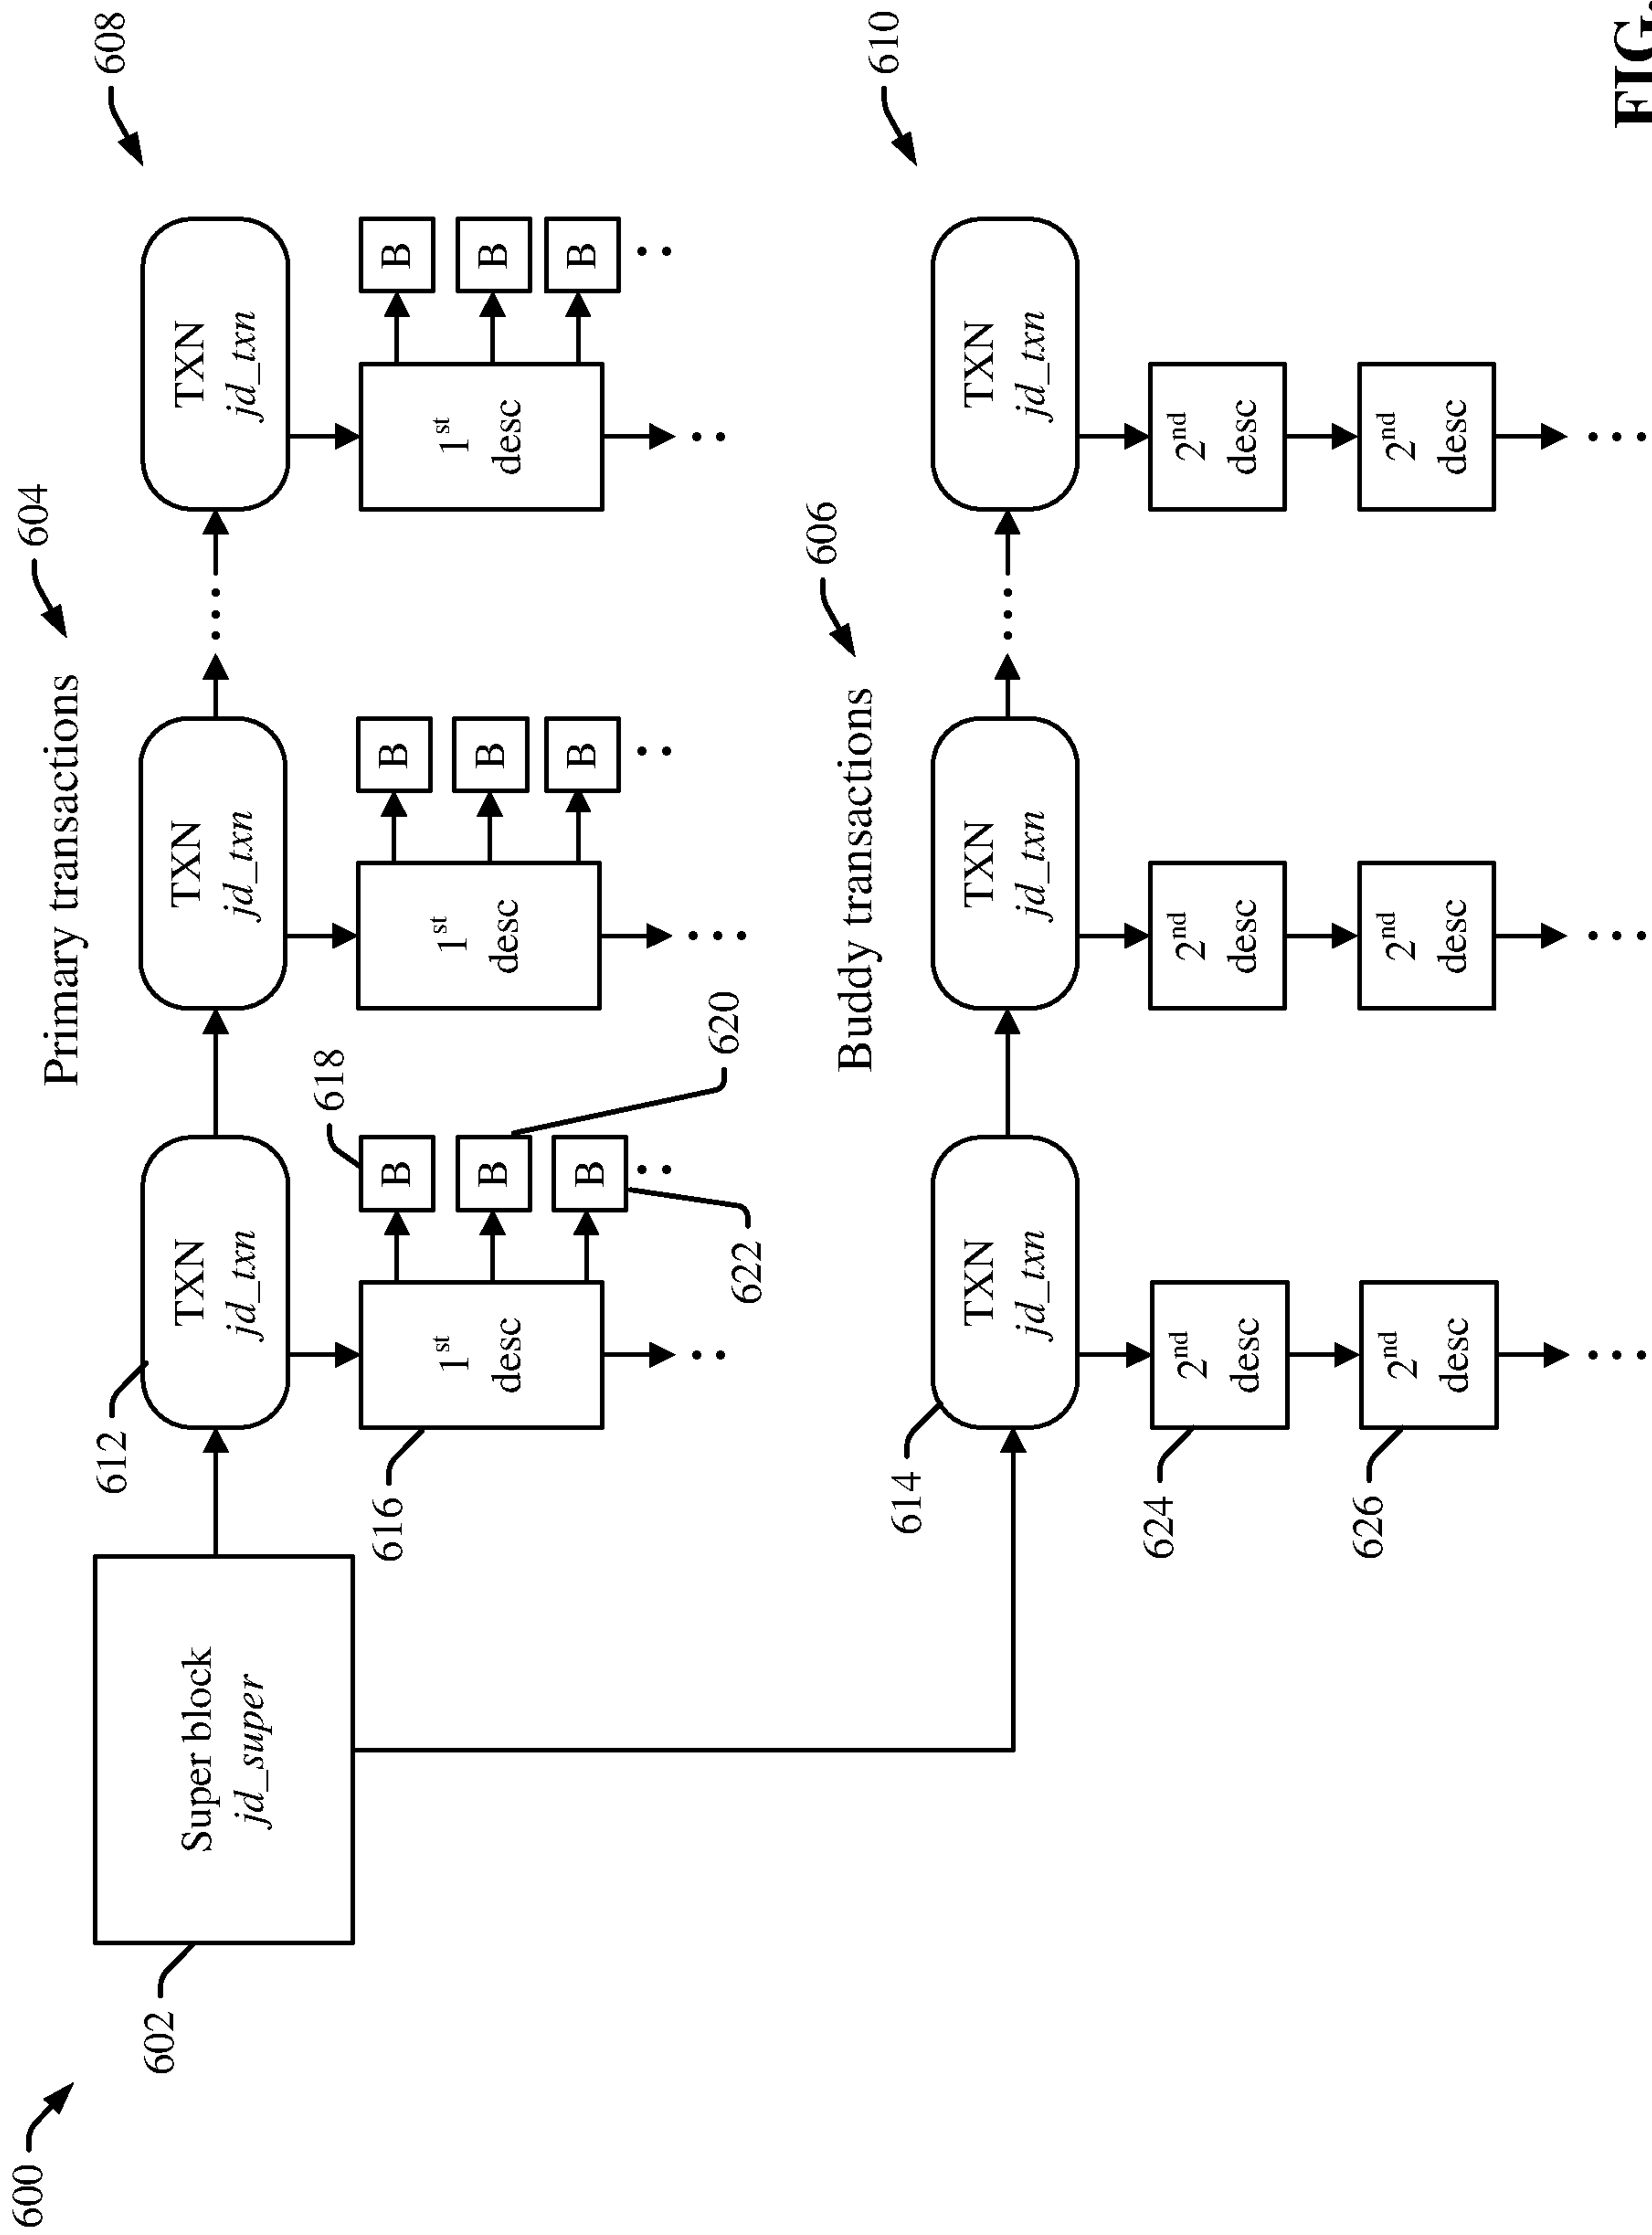 600
602
Super block
jd_super
Primary transactions
604
608
612
TXN
jd_txn
TXN
jd_txn
TXN
jd_txn
616
1st
desc
618
B
620
B
622
B
1st
desc
B
B
B
1st
desc
B
B
B
Buddy transactions
606
610
614
TXN
jd_txn
TXN
jd_txn
TXN
jd_txn
624
2nd
desc
2nd
desc
2nd
desc
626
2nd
desc
2nd
desc
2nd
desc
FIG.